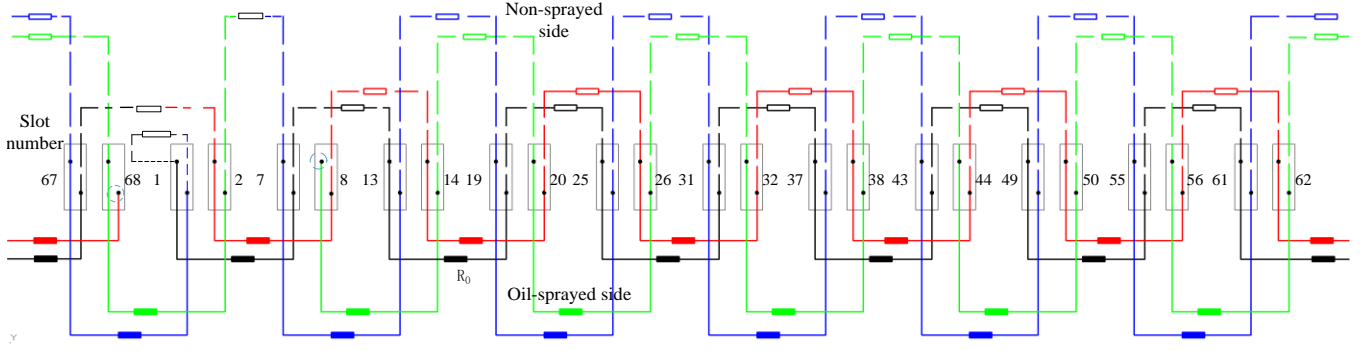 Non-sprayed
side
Slot
number
67 68 1 2 7 8 13 14 19 20 25 26 31 32 37 38 43 44 49 50 55 56 61 62
R₀
Oil-sprayed side
Y